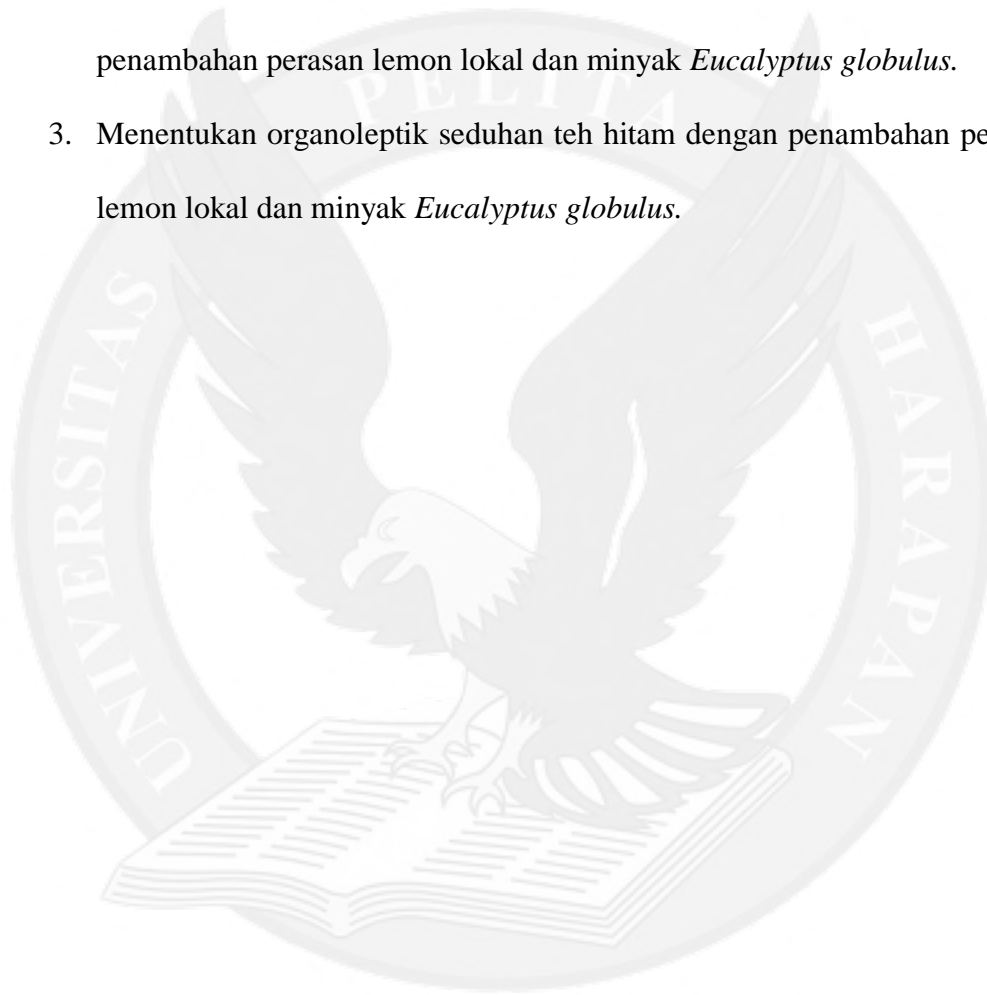 penambahan perasan lemon lokal dan minyak Eucalyptus globulus.
3. Menentukan organoleptik seduhan teh hitam dengan penambahan pe
lemon lokal dan minyak Eucalyptus globulus.
UNIVERSITAS PELITA HARAPAN